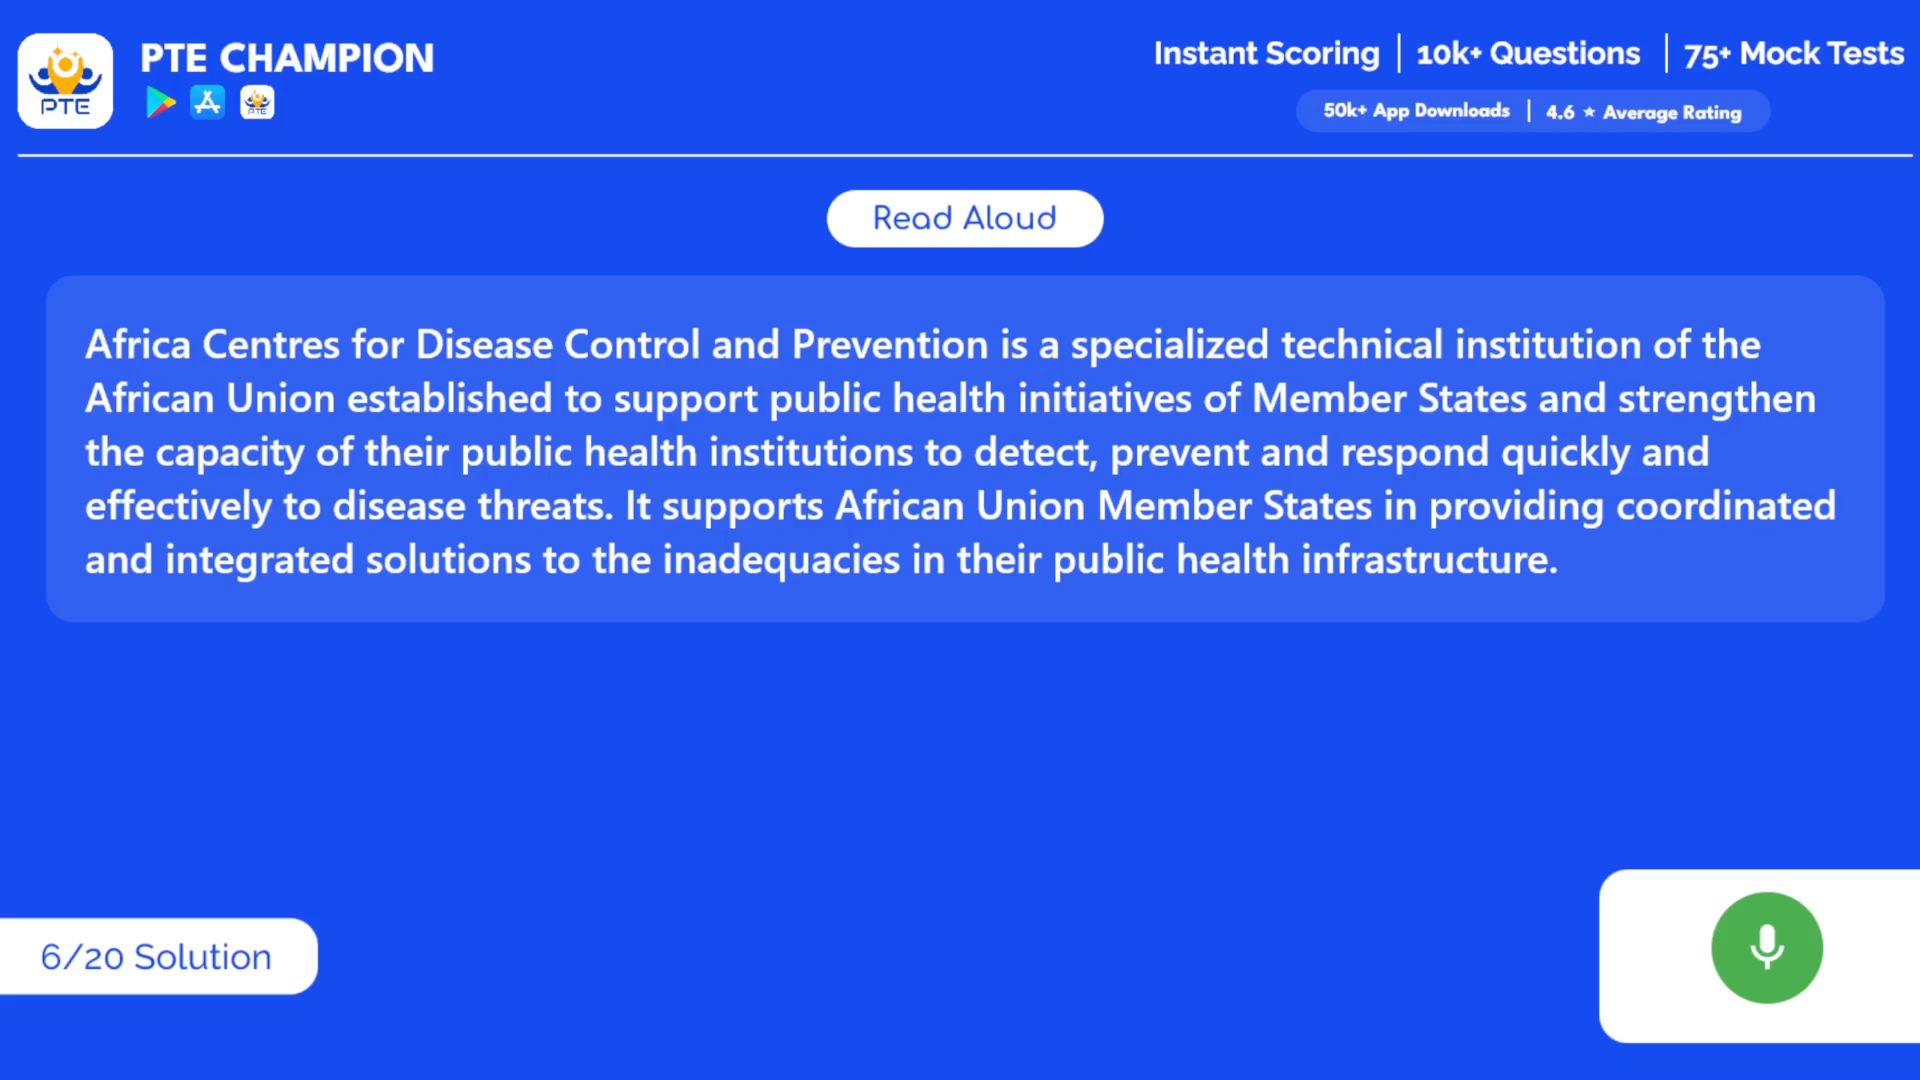 PTE CHAMPION
PTE
PTE
Instant Scoring | 10k+ Questions | 75+ Mock Tests
50k+ App Downloads | 4.6 ★ Average Rating
Read Aloud
Africa Centres for Disease Control and Prevention is a specialized technical institution of the
African Union established to support public health initiatives of Member States and strengthen
the capacity of their public health institutions to detect, prevent and respond quickly and
effectively to disease threats. It supports African Union Member States in providing coordinated
and integrated solutions to the inadequacies in their public health infrastructure.
6/20 Solution